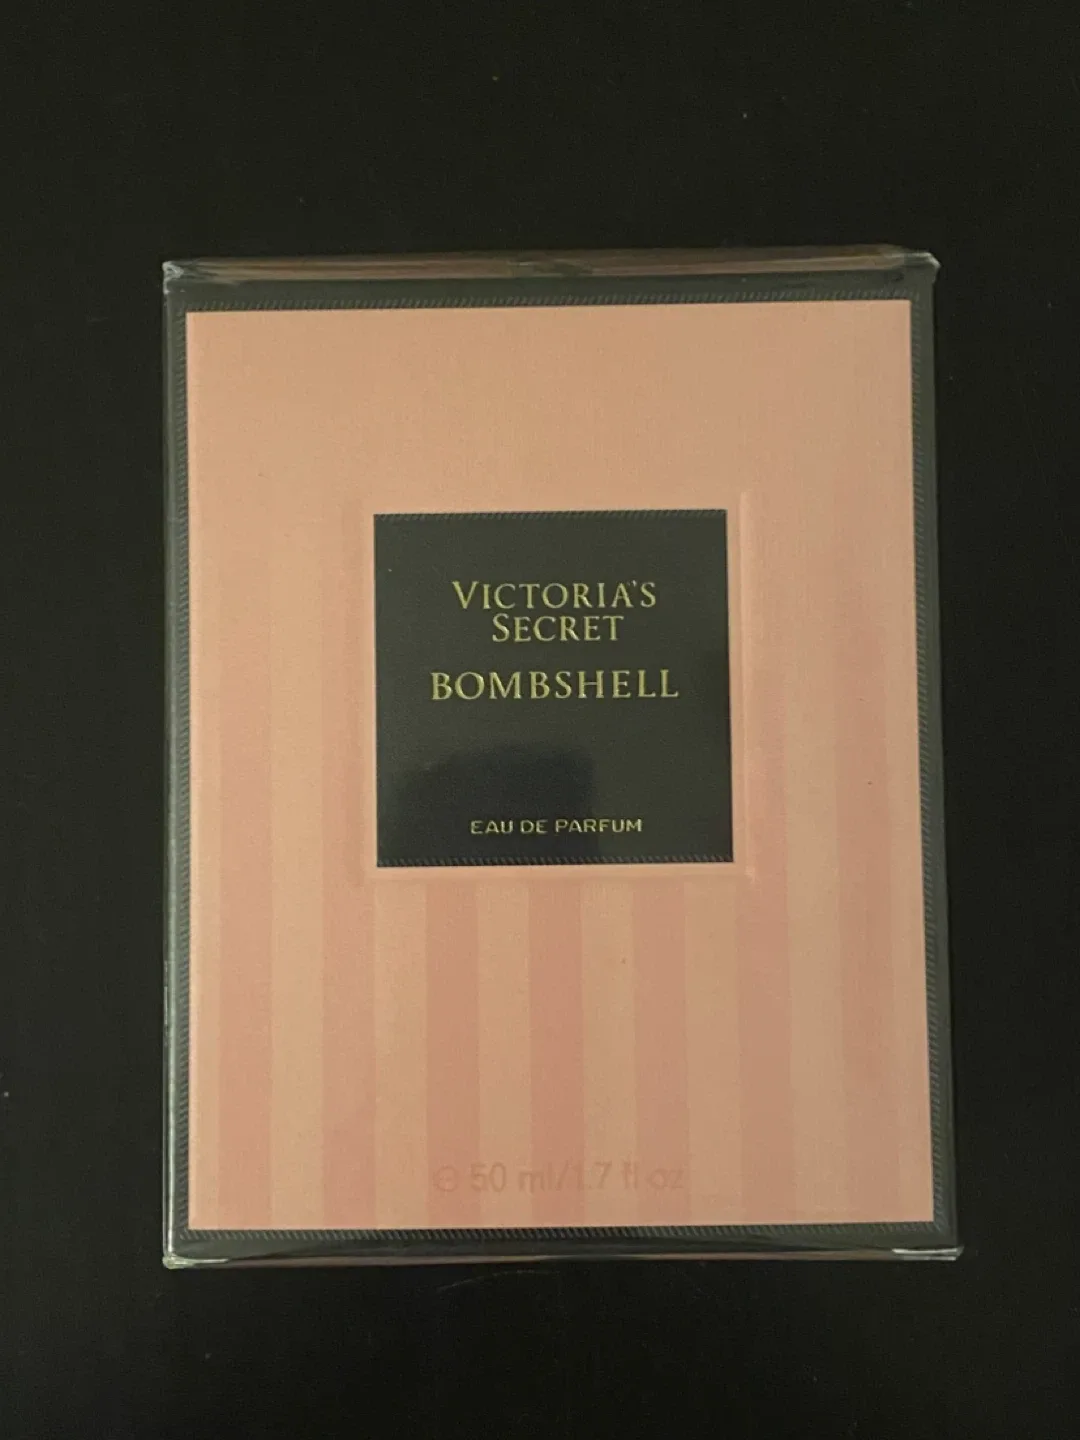 VICTORIA'S
SECRET
BOMBSHELL
EAU DE PARFUM
℮ 50 ml/1.7 fl oz